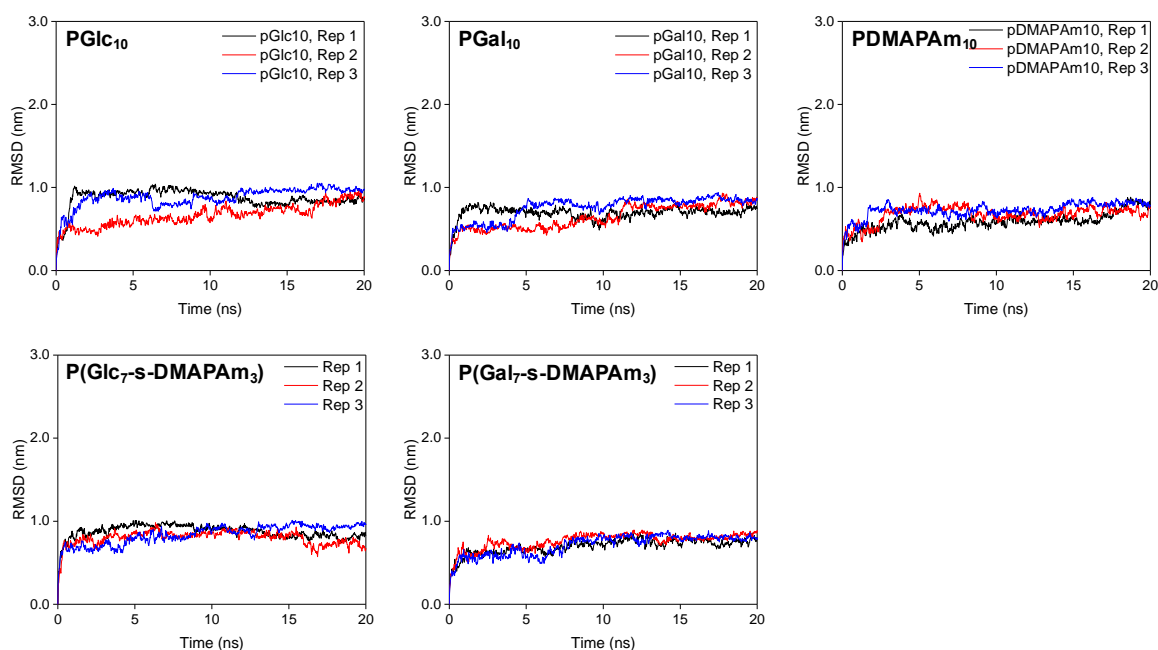 PGlc₁₀
pGlc10, Rep 1
pGlc10, Rep 2
pGlc10, Rep 3
3.0
2.0
1.0
0.0
RMSD (nm)
0
5
10
15
20
Time (ns)
PGal₁₀
pGal10, Rep 1
pGal10, Rep 2
pGal10, Rep 3
3.0
2.0
1.0
0.0
RMSD (nm)
0
5
10
15
20
Time (ns)
PDMAPAm₁₀
pDMAPAm10, Rep 1
pDMAPAm10, Rep 2
pDMAPAm10, Rep 3
3.0
2.0
1.0
0.0
RMSD (nm)
0
5
10
15
20
Time (ns)
P(Glc₇-s-DMAPAm₃)
Rep 1
Rep 2
Rep 3
3.0
2.0
1.0
0.0
RMSD (nm)
0
5
10
15
20
Time (ns)
P(Gal₇-s-DMAPAm₃)
Rep 1
Rep 2
Rep 3
3.0
2.0
1.0
0.0
RMSD (nm)
0
5
10
15
20
Time (ns)